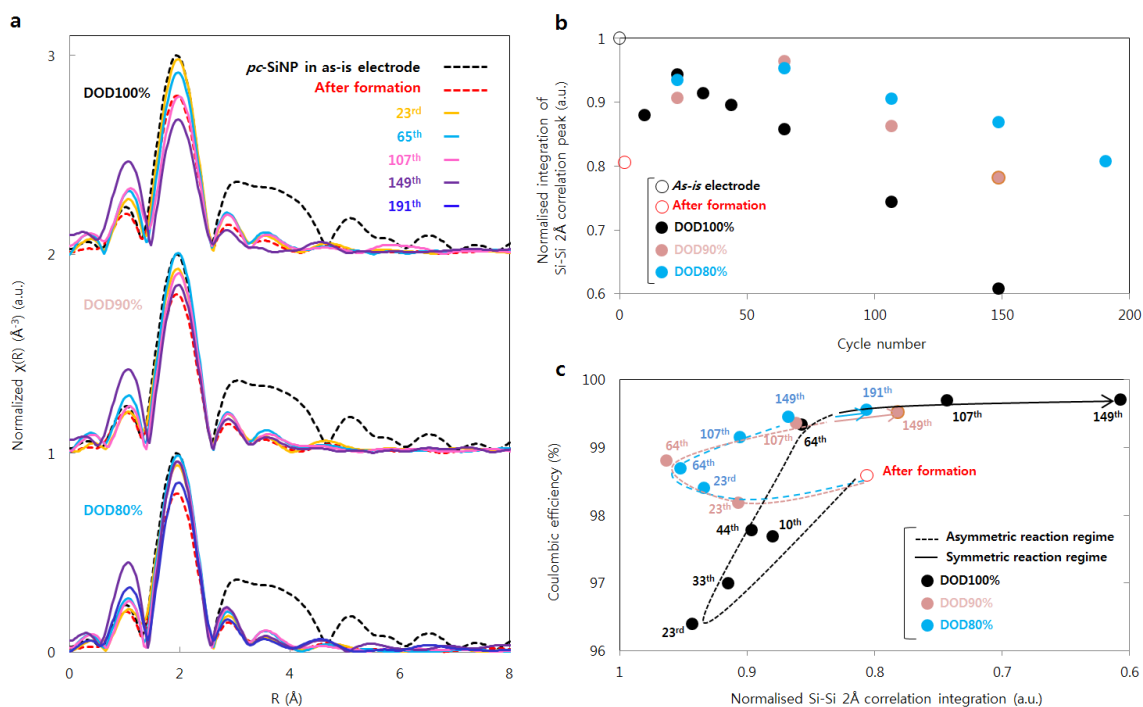 a
Normalized χ(R) (Å⁻³) (a.u.)
3
2
1
0
DOD100%
DOD90%
DOD80%
pc-SiNP in as-is electrode
After formation
23rd
65th
107th
149th
191th
0 2 4 6 8
R (Å)
b
Normalised integration of
Si-Si 2Å correlation peak (a.u.)
1
0.9
0.8
0.7
0.6
As-is electrode
After formation
DOD100%
DOD90%
DOD80%
0 50 100 150 200
Cycle number
c
Coulombic efficiency (%)
100
99
98
97
96
149th
191th
107th
149th
107th
64th
149th
64th
107th
64th
23rd
After formation
23th
44th
10th
33th
23rd
Asymmetric reaction regime
Symmetric reaction regime
DOD100%
DOD90%
DOD80%
1 0.9 0.8 0.7 0.6
Normalised Si-Si 2Å correlation integration (a.u.)